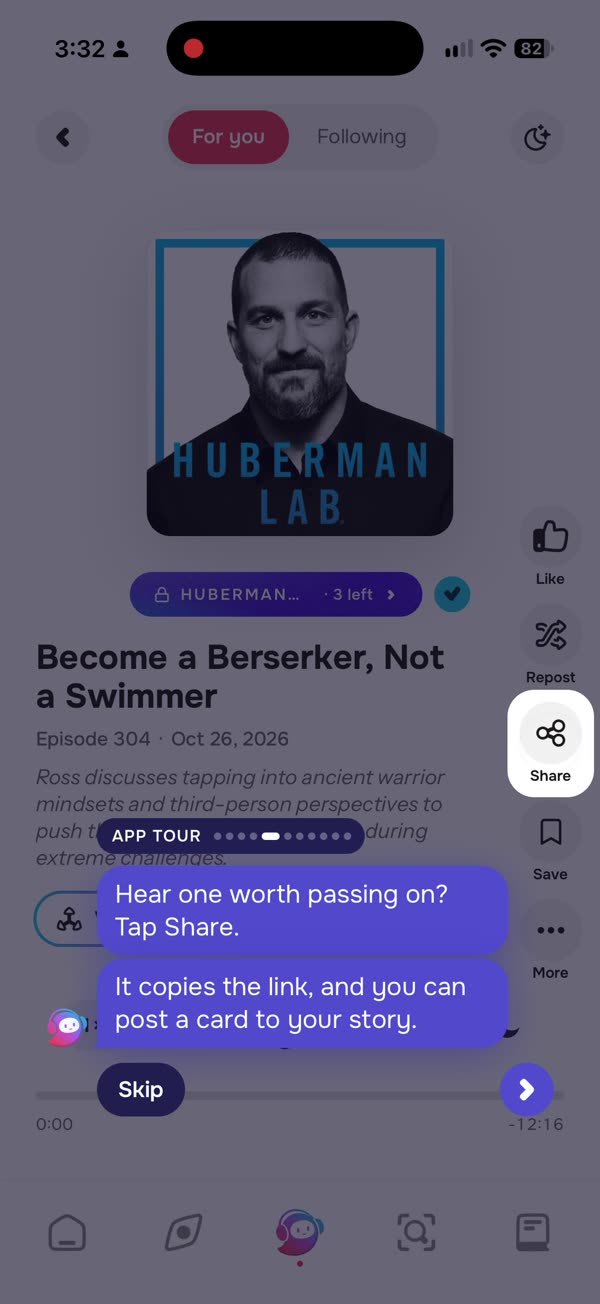 3:32
82
For you Following
HUBERMAN
LAB
HUBERMAN... · 3 left
Like
Become a Berserker, Not
a Swimmer
Repost
Episode 304 · Oct 26, 2026
Share
Ross discusses tapping into ancient warrior
mindsets and third-person perspectives to
push during
extreme challenges.
APP TOUR
Save
Hear one worth passing on?
Tap Share.
More
It copies the link, and you can
post a card to your story.
Skip
0:00 -12:16